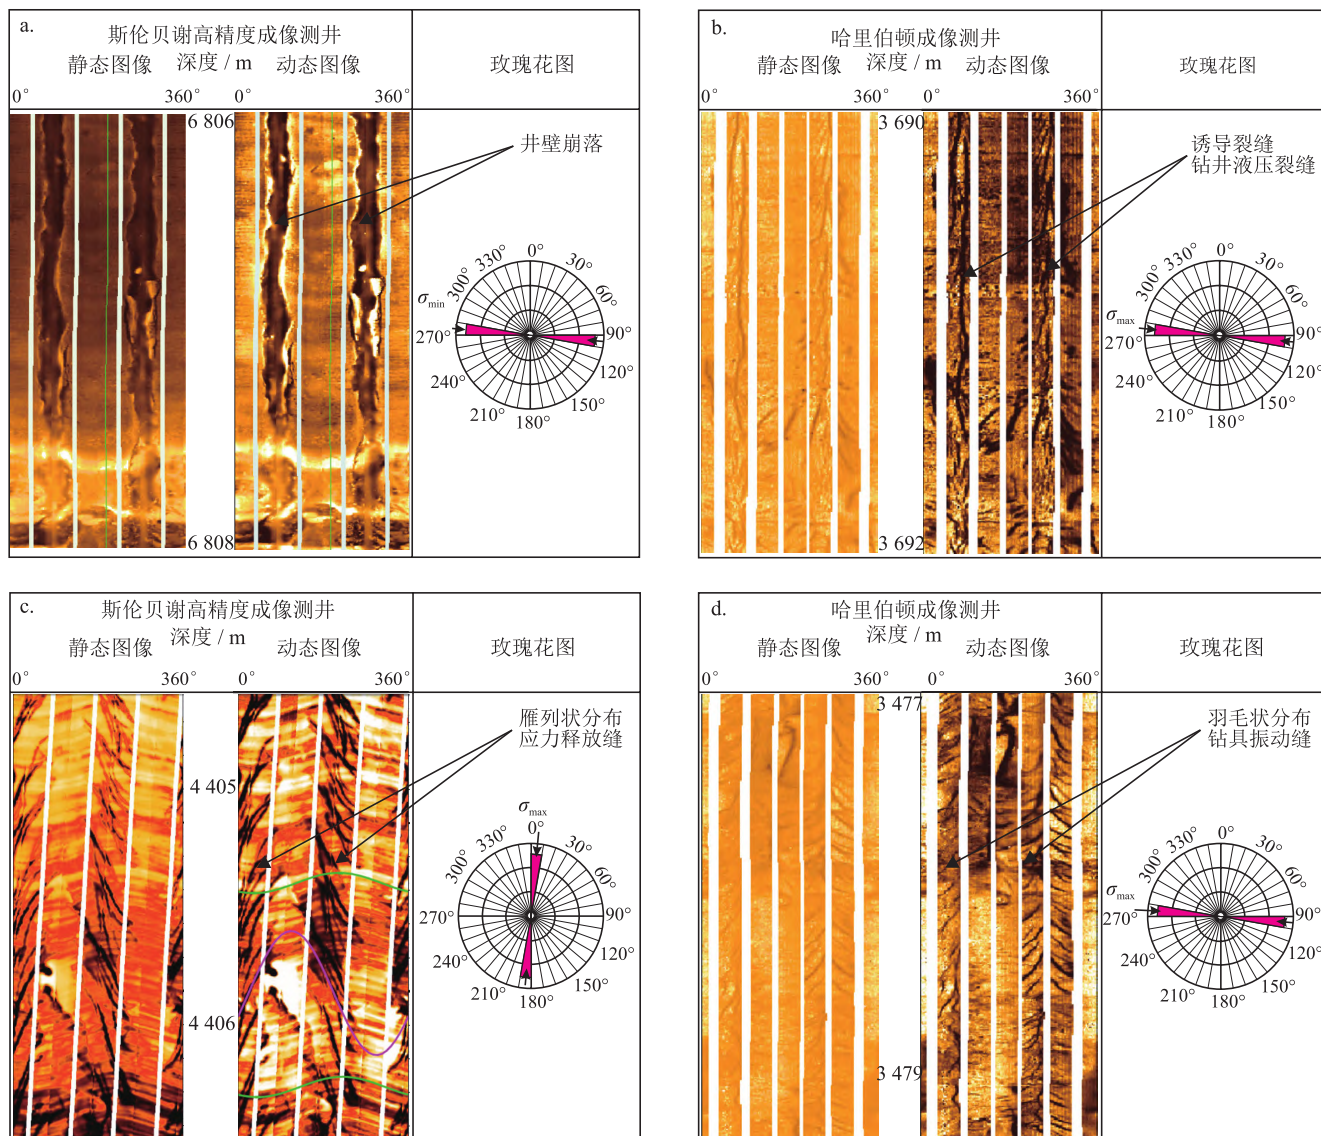 a.
斯伦贝谢高精度成像测井
静态图像 深度 / m 动态图像
玫瑰花图
0° 360° 0° 360°
6 806
井壁崩落
6 808
σmin
0°
30°
60°
90°
120°
150°
180°
210°
240°
270°
300°
330°
b.
哈里伯顿成像测井
静态图像 深度 / m 动态图像
玫瑰花图
0° 360° 0° 360°
3 690
诱导裂缝
钻井液压裂缝
3 692
σmax
0°
30°
60°
90°
120°
150°
180°
210°
240°
270°
300°
330°
c.
斯伦贝谢高精度成像测井
静态图像 深度 / m 动态图像
玫瑰花图
0° 360° 0° 360°
雁列状分布
应力释放缝
4 405
4 406
σmax
0°
30°
60°
90°
120°
150°
180°
210°
240°
270°
300°
330°
d.
哈里伯顿成像测井
静态图像 深度 / m 动态图像
玫瑰花图
0° 360° 0° 360°
3 477
羽毛状分布
钻具振动缝
3 479
σmax
0°
30°
60°
90°
120°
150°
180°
210°
240°
270°
300°
330°